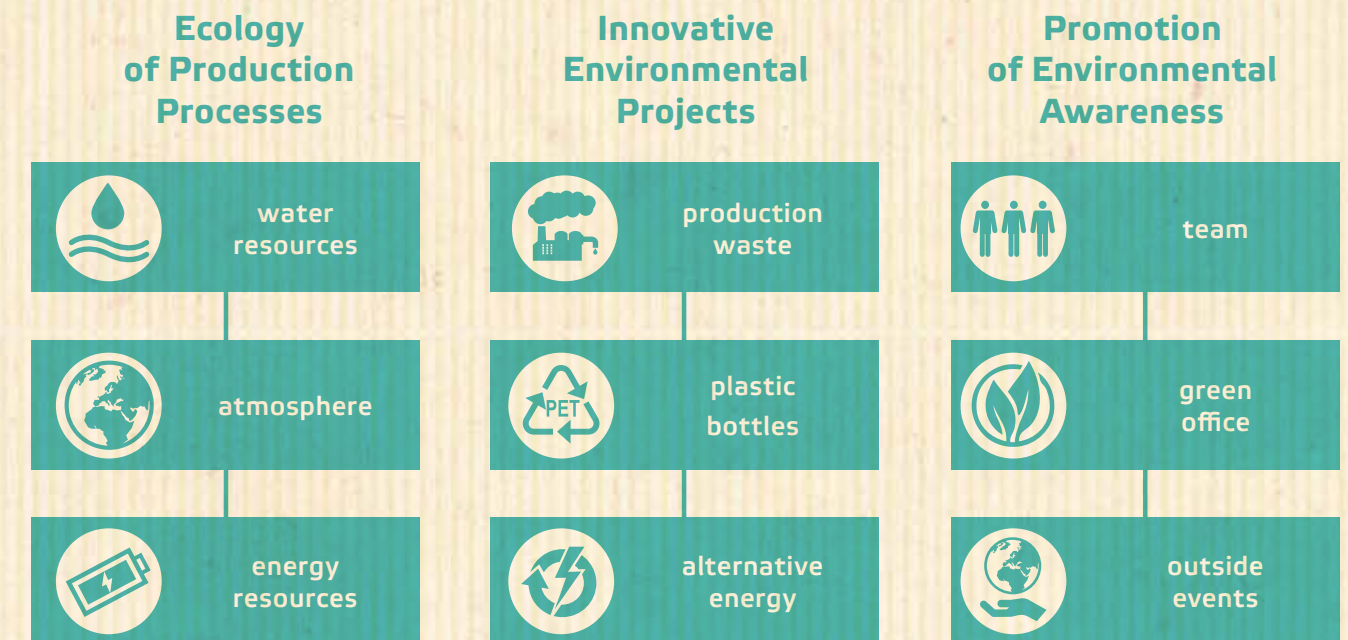 Ecology
of Production
Processes
water
resources
atmosphere
energy
resources
Innovative
Environmental
Projects
production
waste
PET
plastic
bottles
alternative
energy
Promotion
of Environmental
Awareness
team
green
office
outside
events